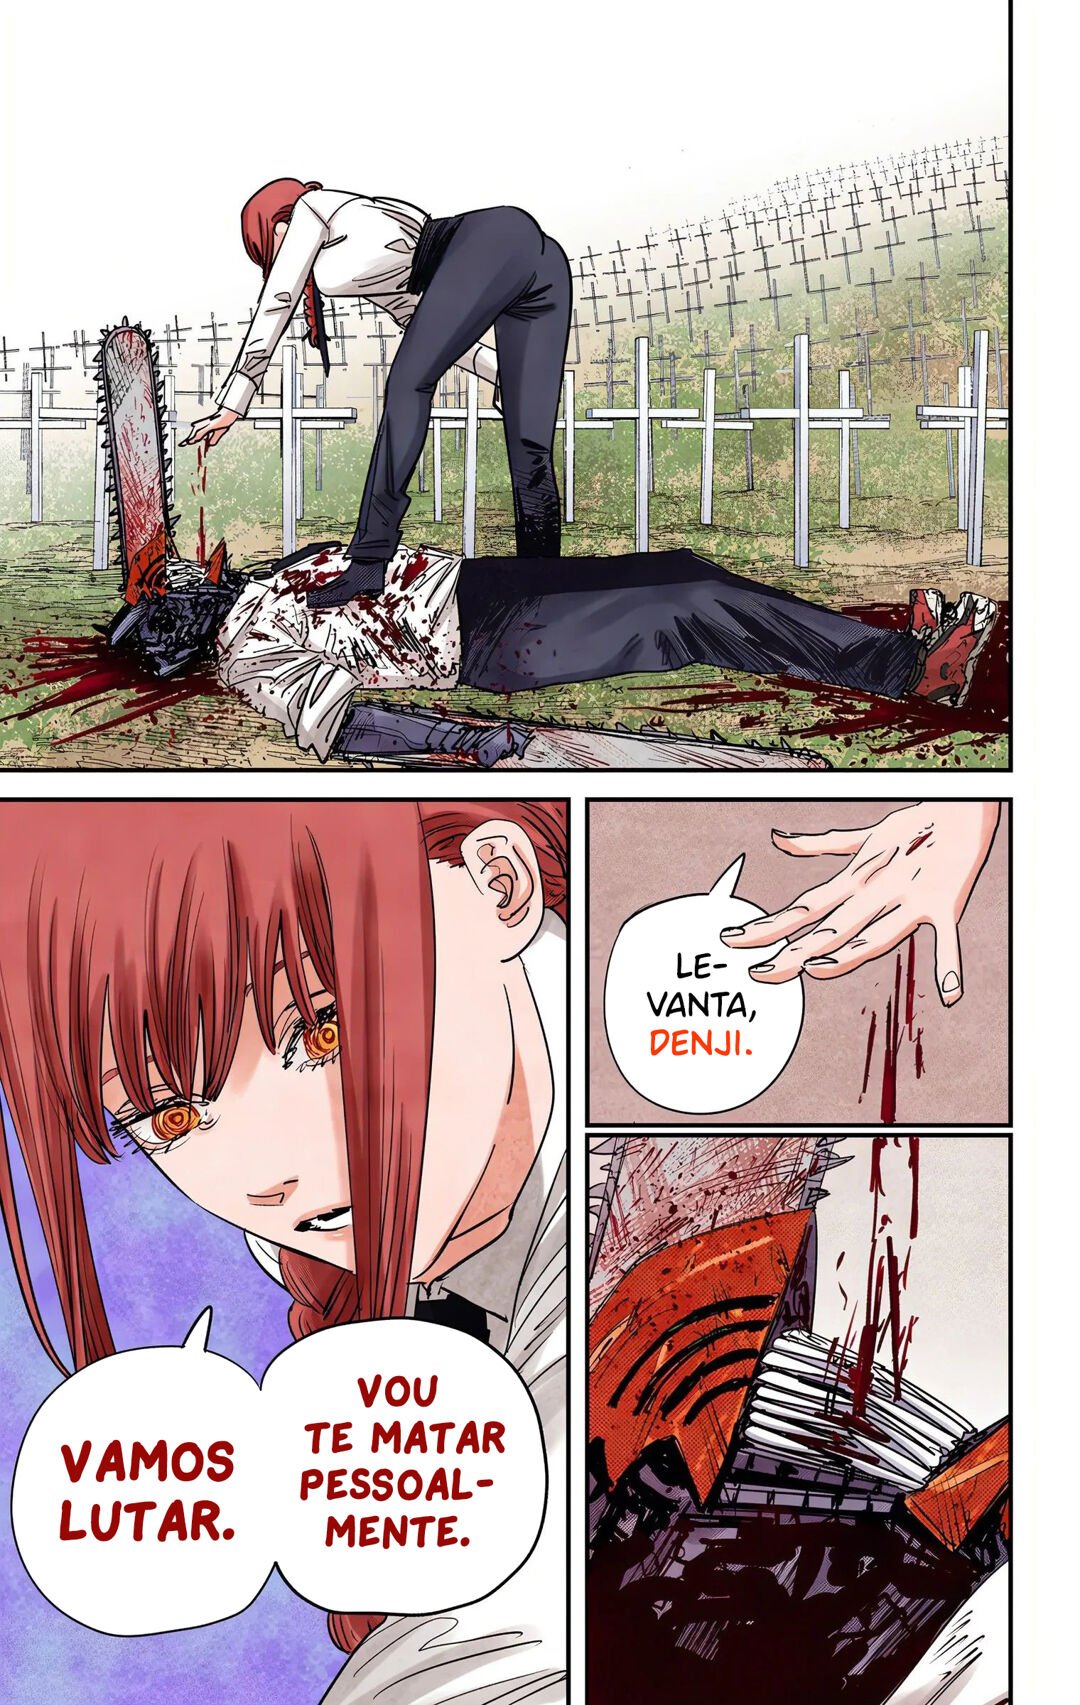 LE-
VANTA,
DENJI.
VOU
TE MATAR
PESSOAL-
MENTE.
VAMOS
LUTAR.